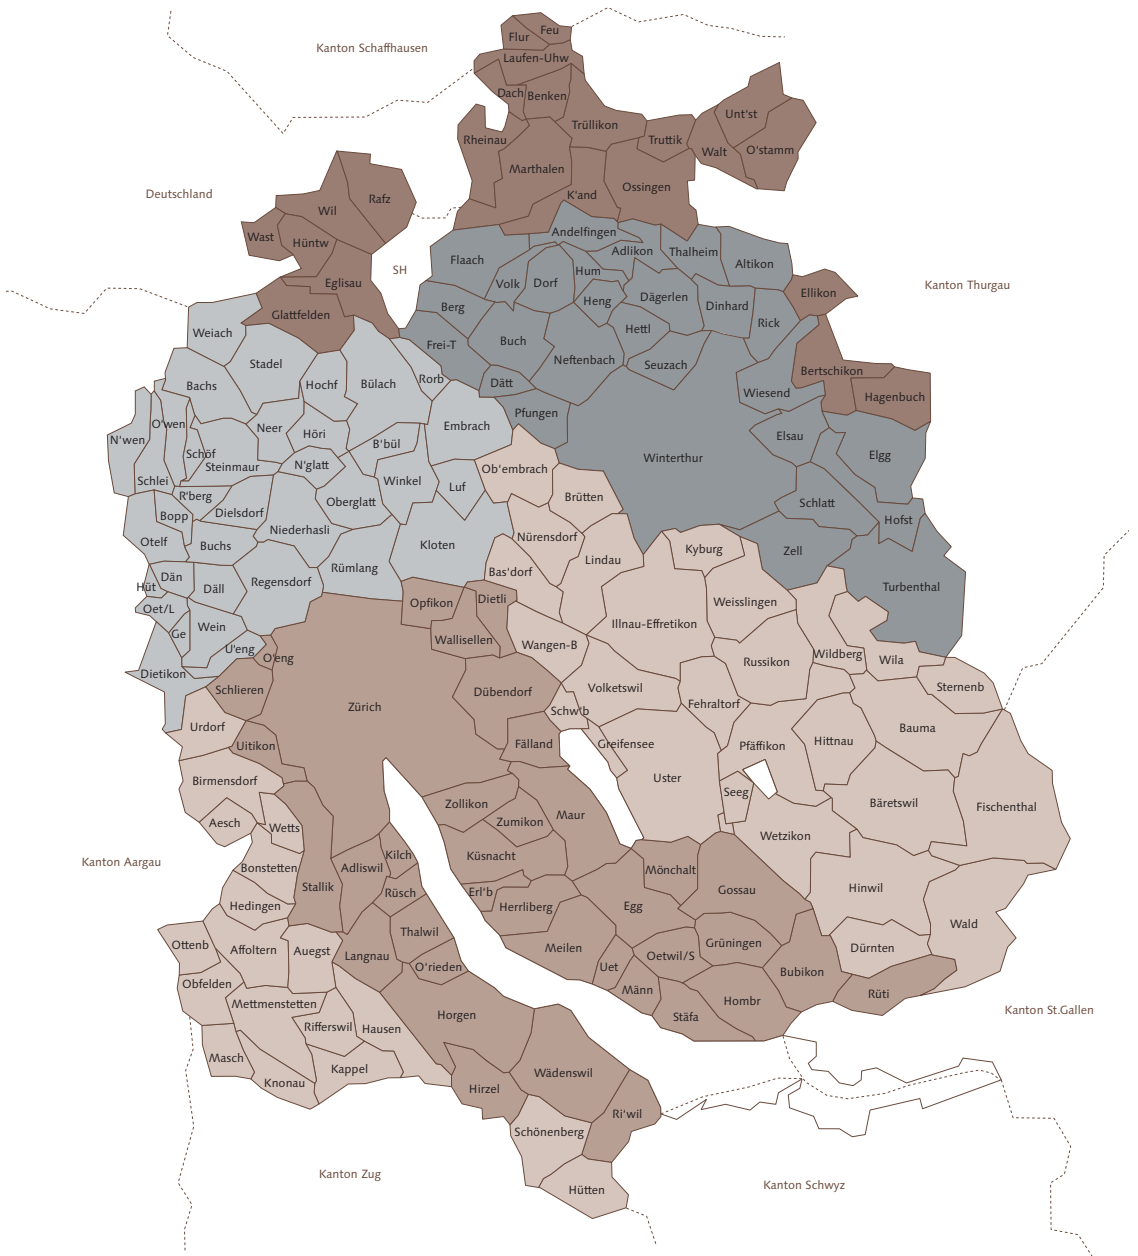 Flur
Feu
Kanton Schaffhausen
Laufen-Uhw
Dach
Benken
Unt'st
Trüllikon
Rheinau
Truttik
Walt
O'stamm
Marthalen
Deutschland
Rafz
K'and
Ossingen
Wil
Wast
Hüntw
Andelfingen
Adlikon
Thalheim
Flaach
Altikon
SH
Hum
Eglisau
Volk
Dorf
Kanton Thurgau
Heng
Dägerlen
Ellikon
Berg
Dinhard
Glattfelden
Rick
Weiach
Hettl
Frei-T
Buch
Neftenbach
Seuzach
Stadel
Bertschikon
Rorb
Bachs
Hochf
Bülach
Dätt
Wiesend
Hagenbuch
Pfungen
O'wen
Neer
Embrach
Höri
Elsau
N'wen
B'bül
Schöf
Elgg
Winterthur
Steinmaur
N'glatt
Ob'embrach
Schlei
Winkel
Luf
R'berg
Brütten
Oberglatt
Schlatt
Bopp
Dielsdorf
Hofst
Niederhasli
Nürensdorf
Otelf
Buchs
Kloten
Kyburg
Zell
Lindau
Rümlang
Bas'dorf
Dän
Regensdorf
Hüt
Däll
Turbenthal
Opfikon
Dietli
Weisslingen
Oet/L
Illnau-Effretikon
Ge
Wein
Wallisellen
Wangen-B
U'eng
O'eng
Wildberg
Wila
Russikon
Dietikon
Schlieren
Dübendorf
Volketswil
Sternenb
Zürich
Schw'b
Fehraltorf
Urdorf
Bauma
Uitikon
Fälland
Greifensee
Pfäffikon
Hittnau
Birmensdorf
Uster
Seeg
Zollikon
Bäretswil
Fischenthal
Aesch
Wetts
Zumikon
Maur
Wetzikon
Kanton Aargau
Kilch
Küsnacht
Bonstetten
Adliswil
Mönchalt
Stallik
Rüsch
Erl'b
Gossau
Hinwil
Hedingen
Herrliberg
Egg
Wald
Ottenb
Affoltern
Auegst
Thalwil
Grüningen
Meilen
Dürnten
Langnau
Oetwil/S
O'rieden
Uet
Bubikon
Obfelden
Männ
Rüti
Mettmenstetten
Hombr
Kanton St.Gallen
Horgen
Stäfa
Rifferswil
Hausen
Masch
Kappel
Wädenswil
Knonau
Hirzel
Ri'wil
Schönenberg
Kanton Zug
Kanton Schwyz
Hütten